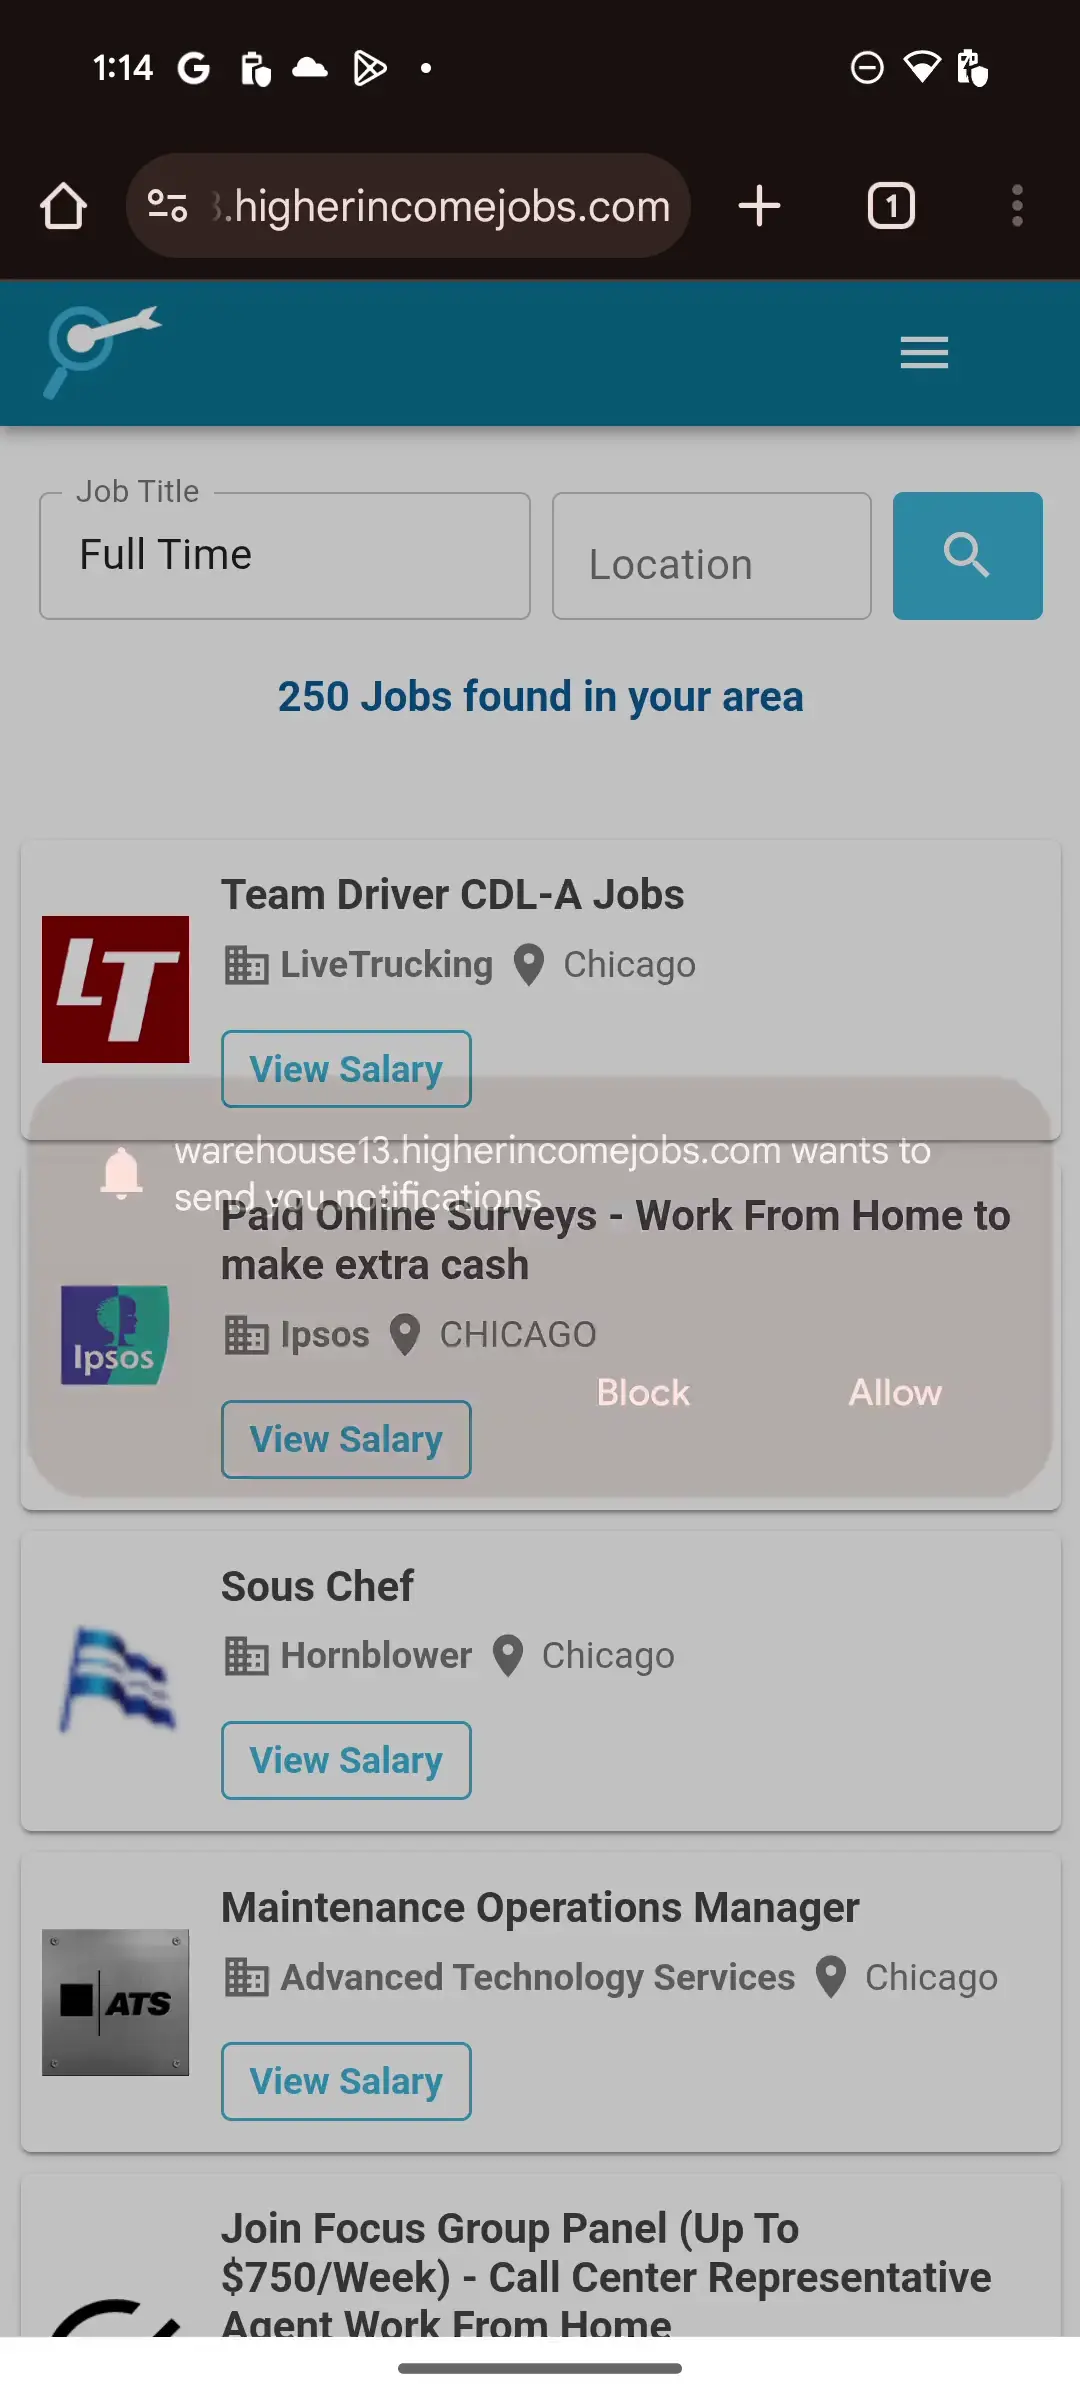 1:14
.higherincomejobs.com
1
Job Title
Full Time
Location
250 Jobs found in your area
Team Driver CDL-A Jobs
LT
LiveTrucking
Chicago
View Salary
warehouse13.higherincomejobs.com wants to
send you notifications
Paid Online Surveys - Work From Home to
make extra cash
Ipsos
Ipsos
CHICAGO
Block
Allow
View Salary
Sous Chef
Hornblower
Chicago
View Salary
Maintenance Operations Manager
ATS
Advanced Technology Services
Chicago
View Salary
Join Focus Group Panel (Up To
$750/Week) - Call Center Representative
Agent Work From Home